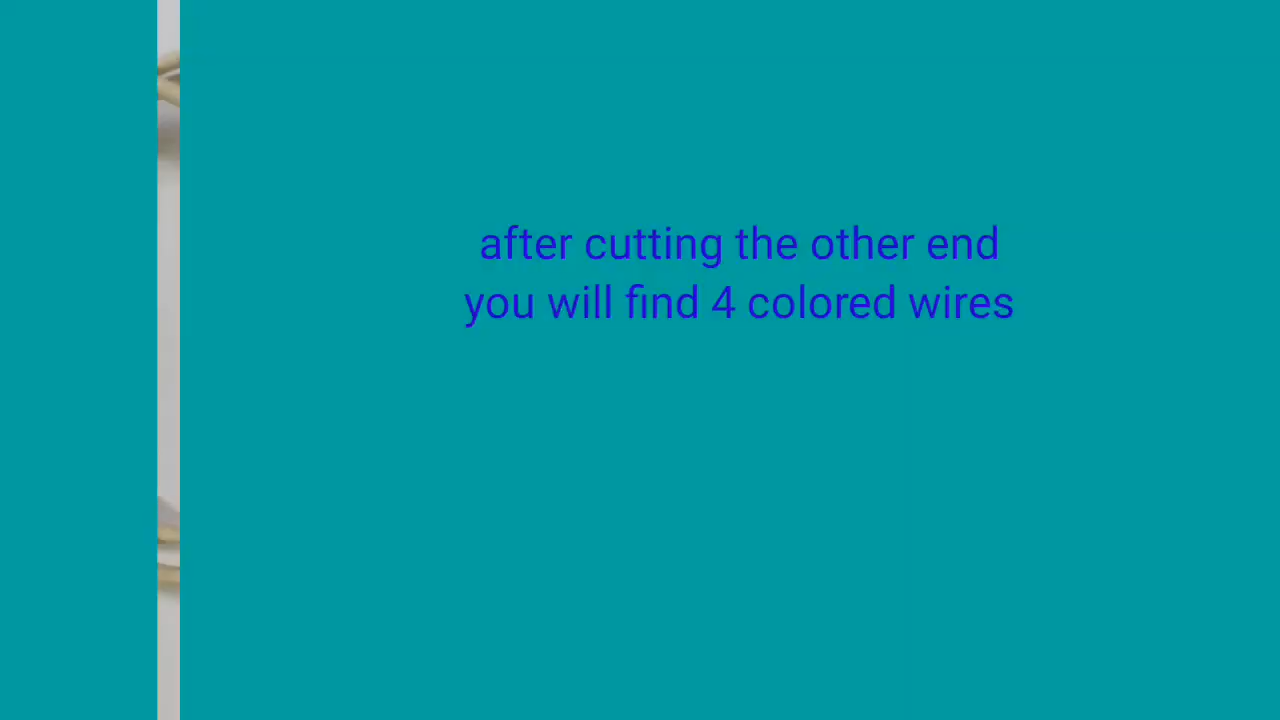 after cutting the other end
you will find 4 colored wires